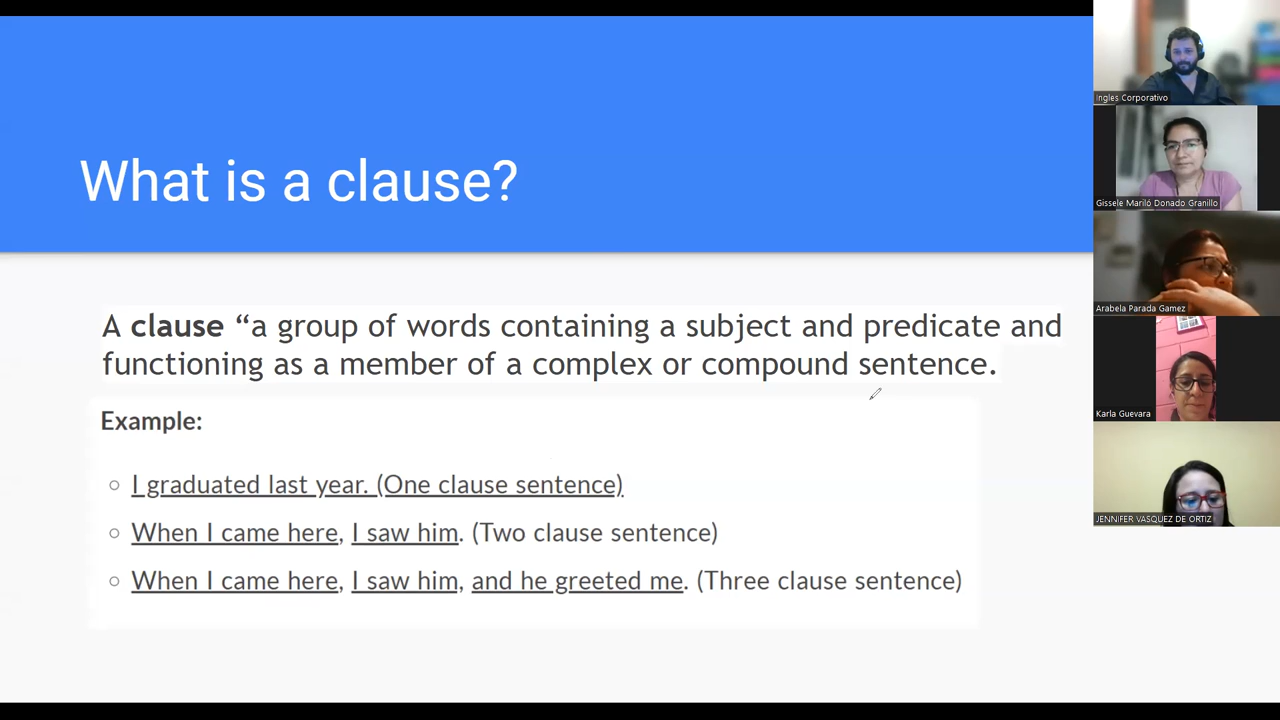 What is a clause?
A clause “a group of words containing a subject and predicate and
functioning as a member of a complex or compound sentence.
Example:
I graduated last year. (One clause sentence)
When I came here, I saw him. (Two clause sentence)
When I came here, I saw him, and he greeted me. (Three clause sentence)
Ingles Corporativo
Gissele Mariló Donado Granillo
Arabela Parada Gamez
Karla Guevara
JENNIFER VASQUEZ DE ORTIZ